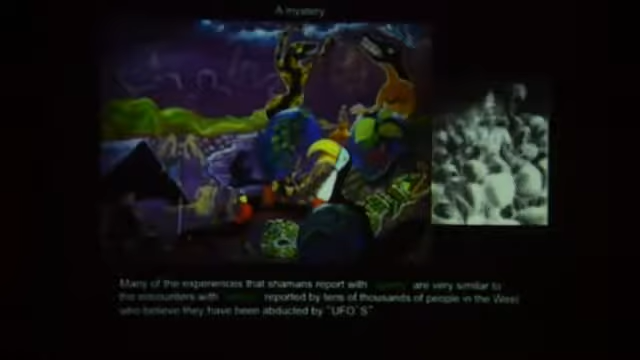 A mystery
Many of the experiences that shamans report with are very similar to
the encounters with reported by tens of thousands of people in the West
who believe they have been abducted by "UFO`S"